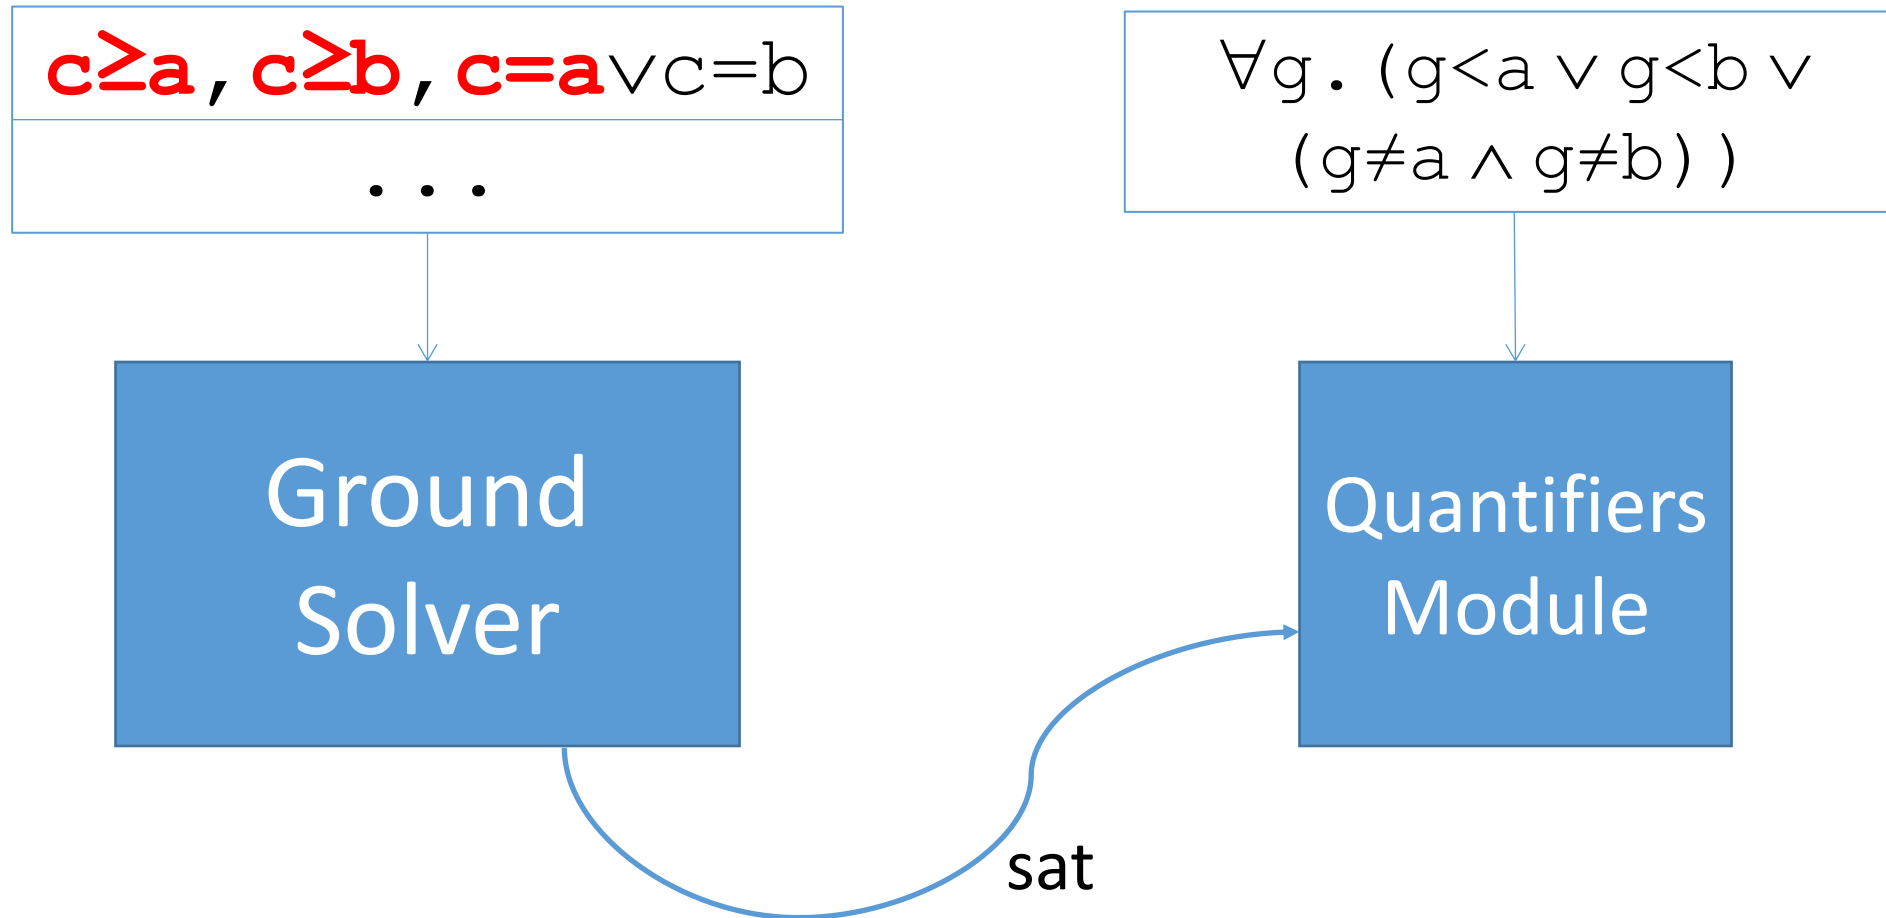 c≥a,c≥b,c=a∨c=b
...
∀g.(g<a ∨ g<b ∨
(g≠a ∧ g≠b))
Ground
Solver
Quantifiers
Module
sat